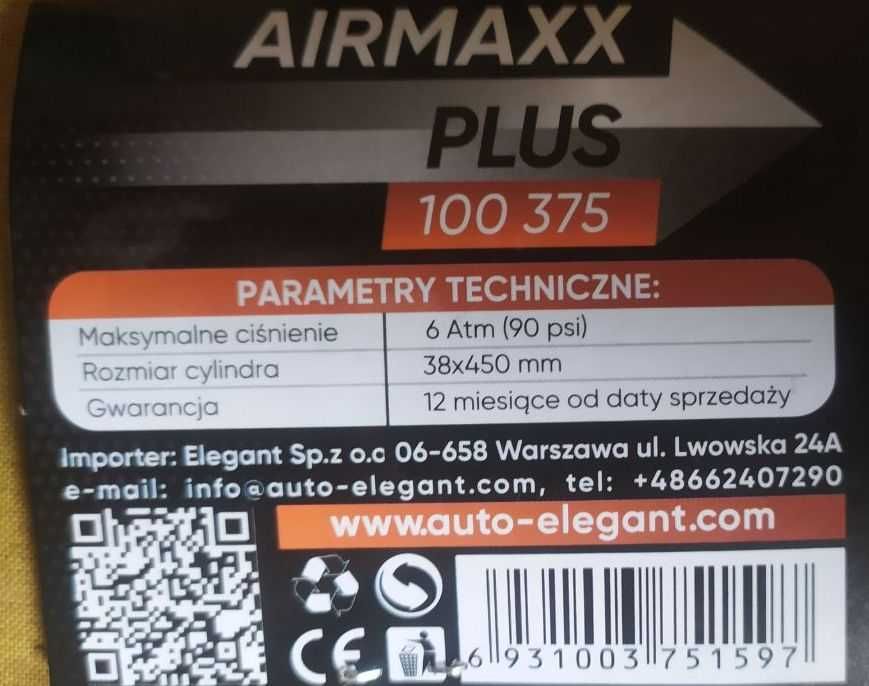 AIRMAXX
PLUS
100 375
PARAMETRY TECHNICZNE:
Maksymalne ciśnienie 6 Atm (90 psi)
Rozmiar cylindra 38x450 mm
Gwarancja 12 miesiące od daty sprzedaży
Importer: Elegant Sp.z o.o 06-658 Warszawa ul. Lwowska 24A
e-mail: info@auto-elegant.com, tel: +48662407290
www.auto-elegant.com
CE
6 931003 751597